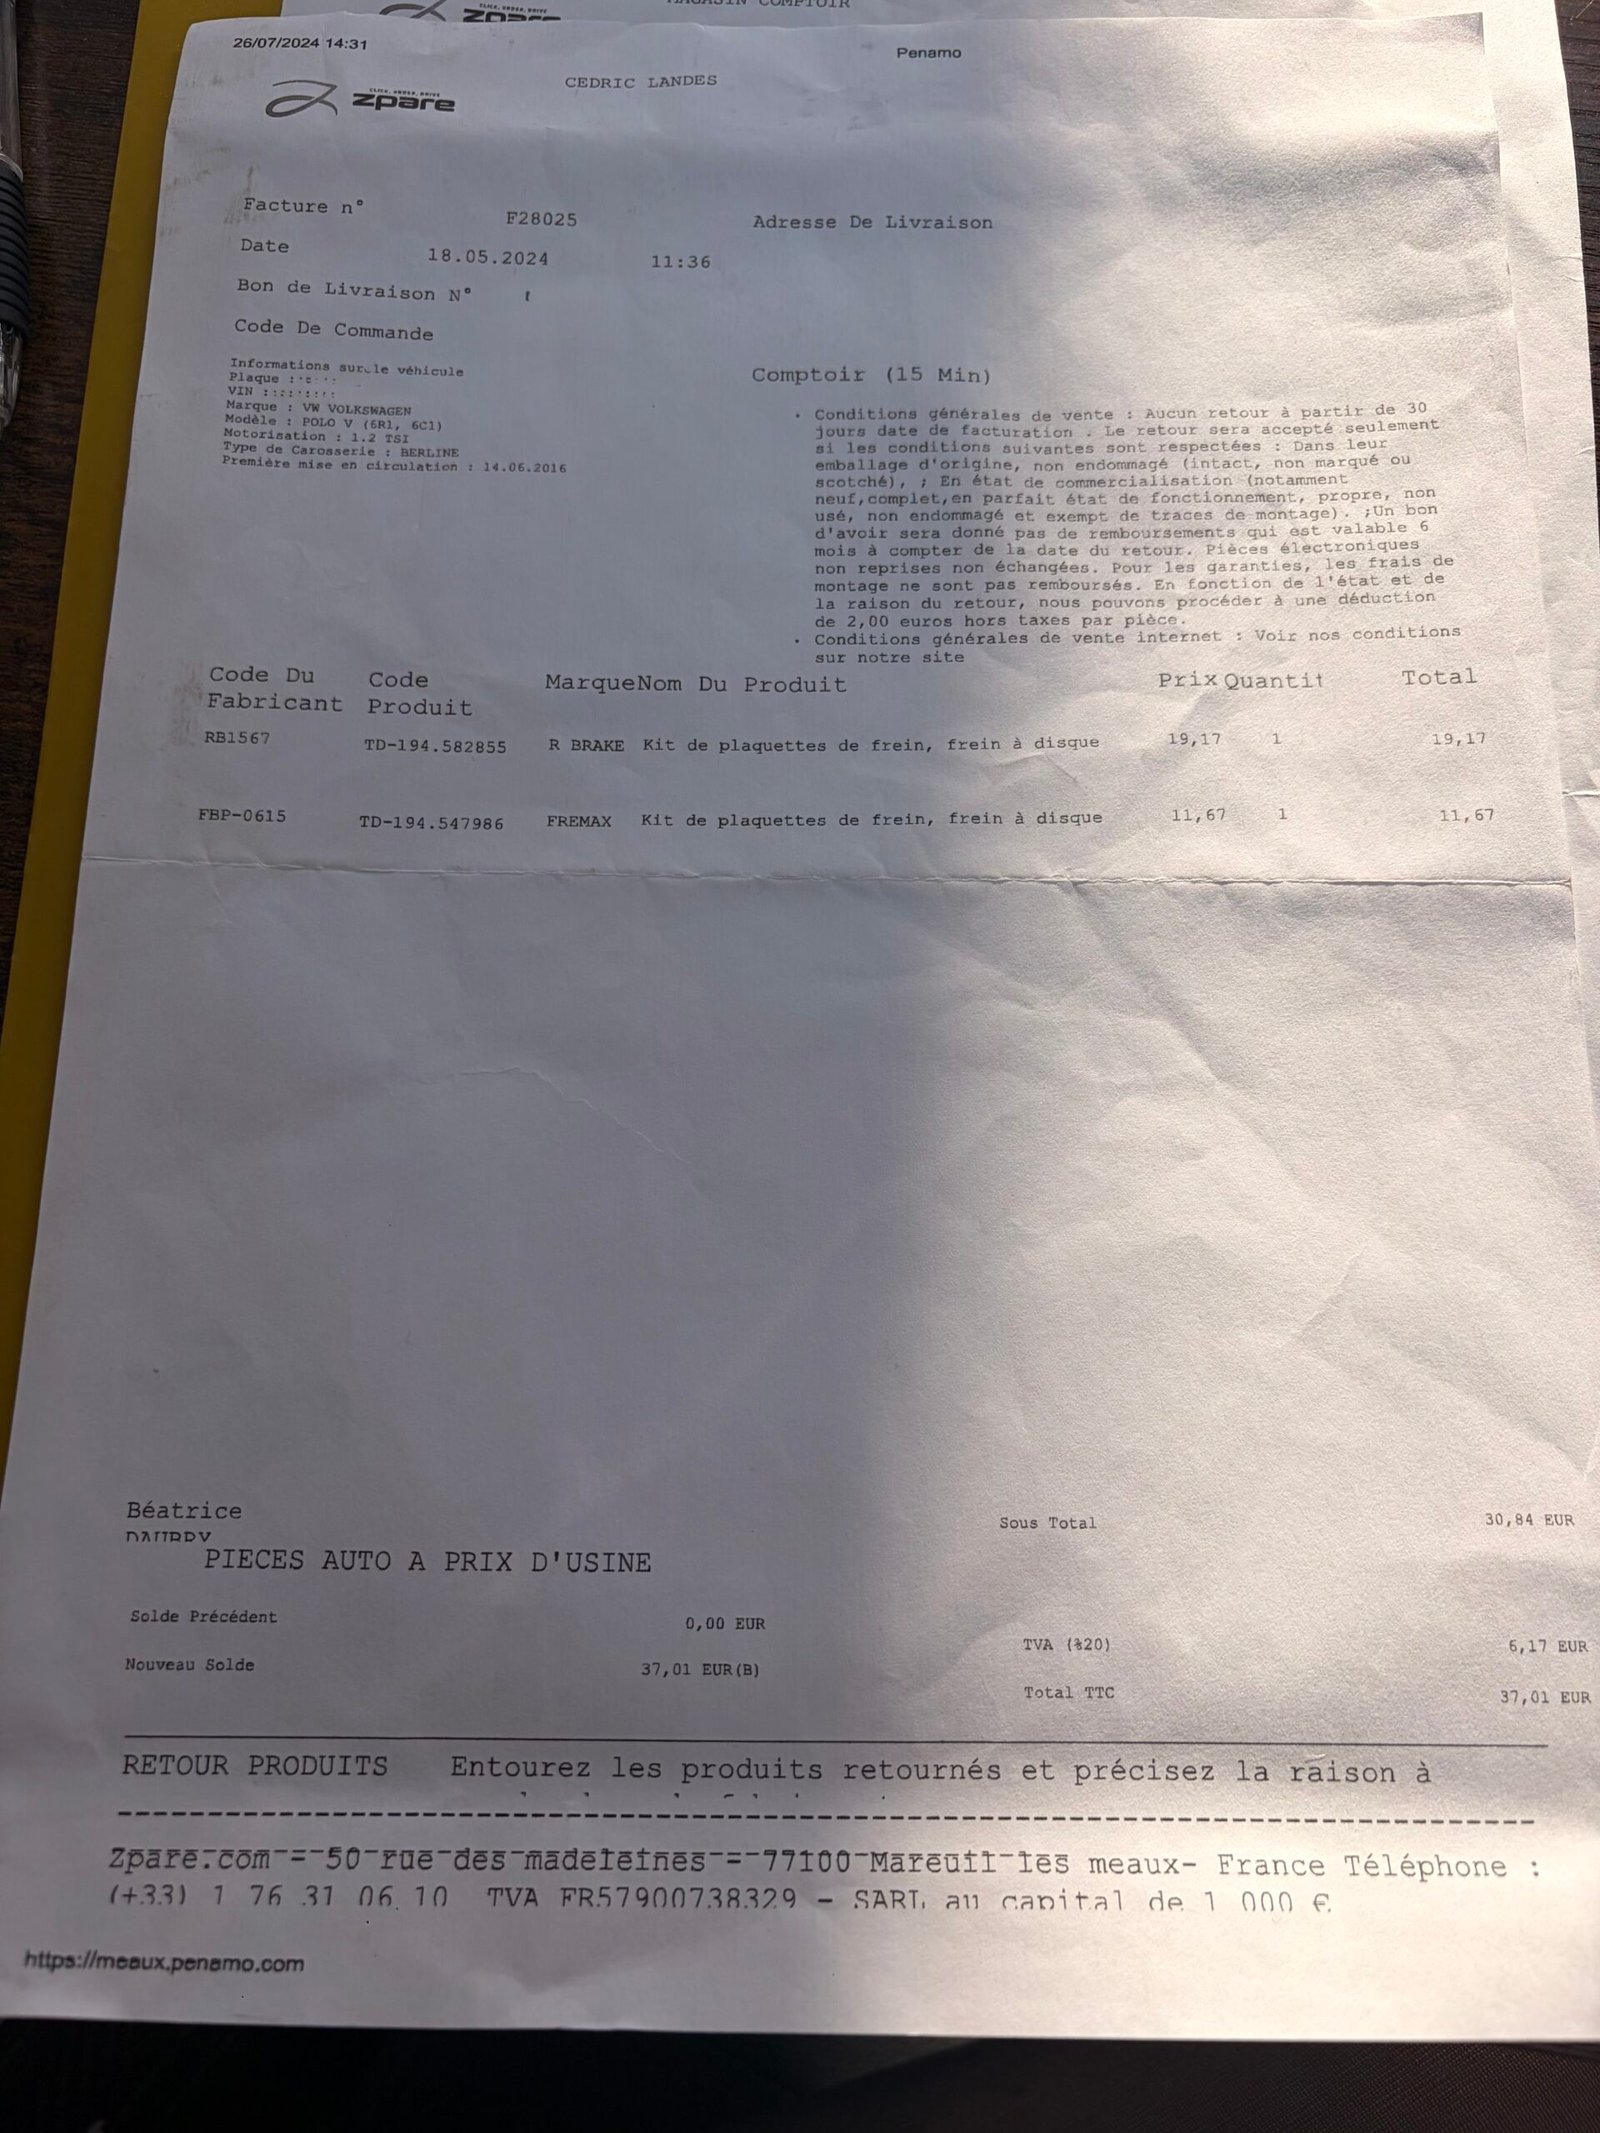 MAGASIN COMPTOIR
zpare
26/07/2024 14:31
Penamo
CEDRIC LANDES
CLICK, ORDER, DRIVE
zpare
Facture n° F28025
Adresse De Livraison
Date 18.05.2024 11:36
Bon de Livraison N°
Code De Commande
Informations sur le véhicule
Plaque :
VIN :
Marque : VW VOLKSWAGEN
Modèle : POLO V (6R1, 6C1)
Motorisation : 1.2 TSI
Type de Carosserie : BERLINE
Première mise en circulation : 14.06.2016
Comptoir (15 Min)
• Conditions générales de vente : Aucun retour à partir de 30
jours date de facturation . Le retour sera accepté seulement
si les conditions suivantes sont respectées : Dans leur
emballage d'origine, non endommagé (intact, non marqué ou
scotché), ; En état de commercialisation (notamment
neuf,complet,en parfait état de fonctionnement, propre, non
usé, non endommagé et exempt de traces de montage). ;Un bon
d'avoir sera donné pas de remboursements qui est valable 6
mois à compter de la date du retour. Pièces électroniques
non reprises non échangées. Pour les garanties, les frais de
montage ne sont pas remboursés. En fonction de l'état et de
la raison du retour, nous pouvons procéder à une déduction
de 2,00 euros hors taxes par pièce.
• Conditions générales de vente internet : Voir nos conditions
sur notre site
Code Du Fabricant Code Produit Marque Nom Du Produit Prix Quantit Total
RB1567 TD-194.582855 R BRAKE Kit de plaquettes de frein, frein à disque 19,17 1 19,17
FBP-0615 TD-194.547986 FREMAX Kit de plaquettes de frein, frein à disque 11,67 1 11,67
Béatrice
DAURRY
PIECES AUTO A PRIX D'USINE
Sous Total 30,84 EUR
Solde Précédent 0,00 EUR
TVA (%20) 6,17 EUR
Nouveau Solde 37,01 EUR(B)
Total TTC 37,01 EUR
RETOUR PRODUITS Entourez les produits retournés et précisez la raison à
Zpare.com - 50 rue des madeleines - 77100 Mareuil les meaux- France Téléphone :
(+33) 1 76 31 06 10 TVA FR57900738329 - SARL au capital de 1 000 €
https://meaux.penamo.com